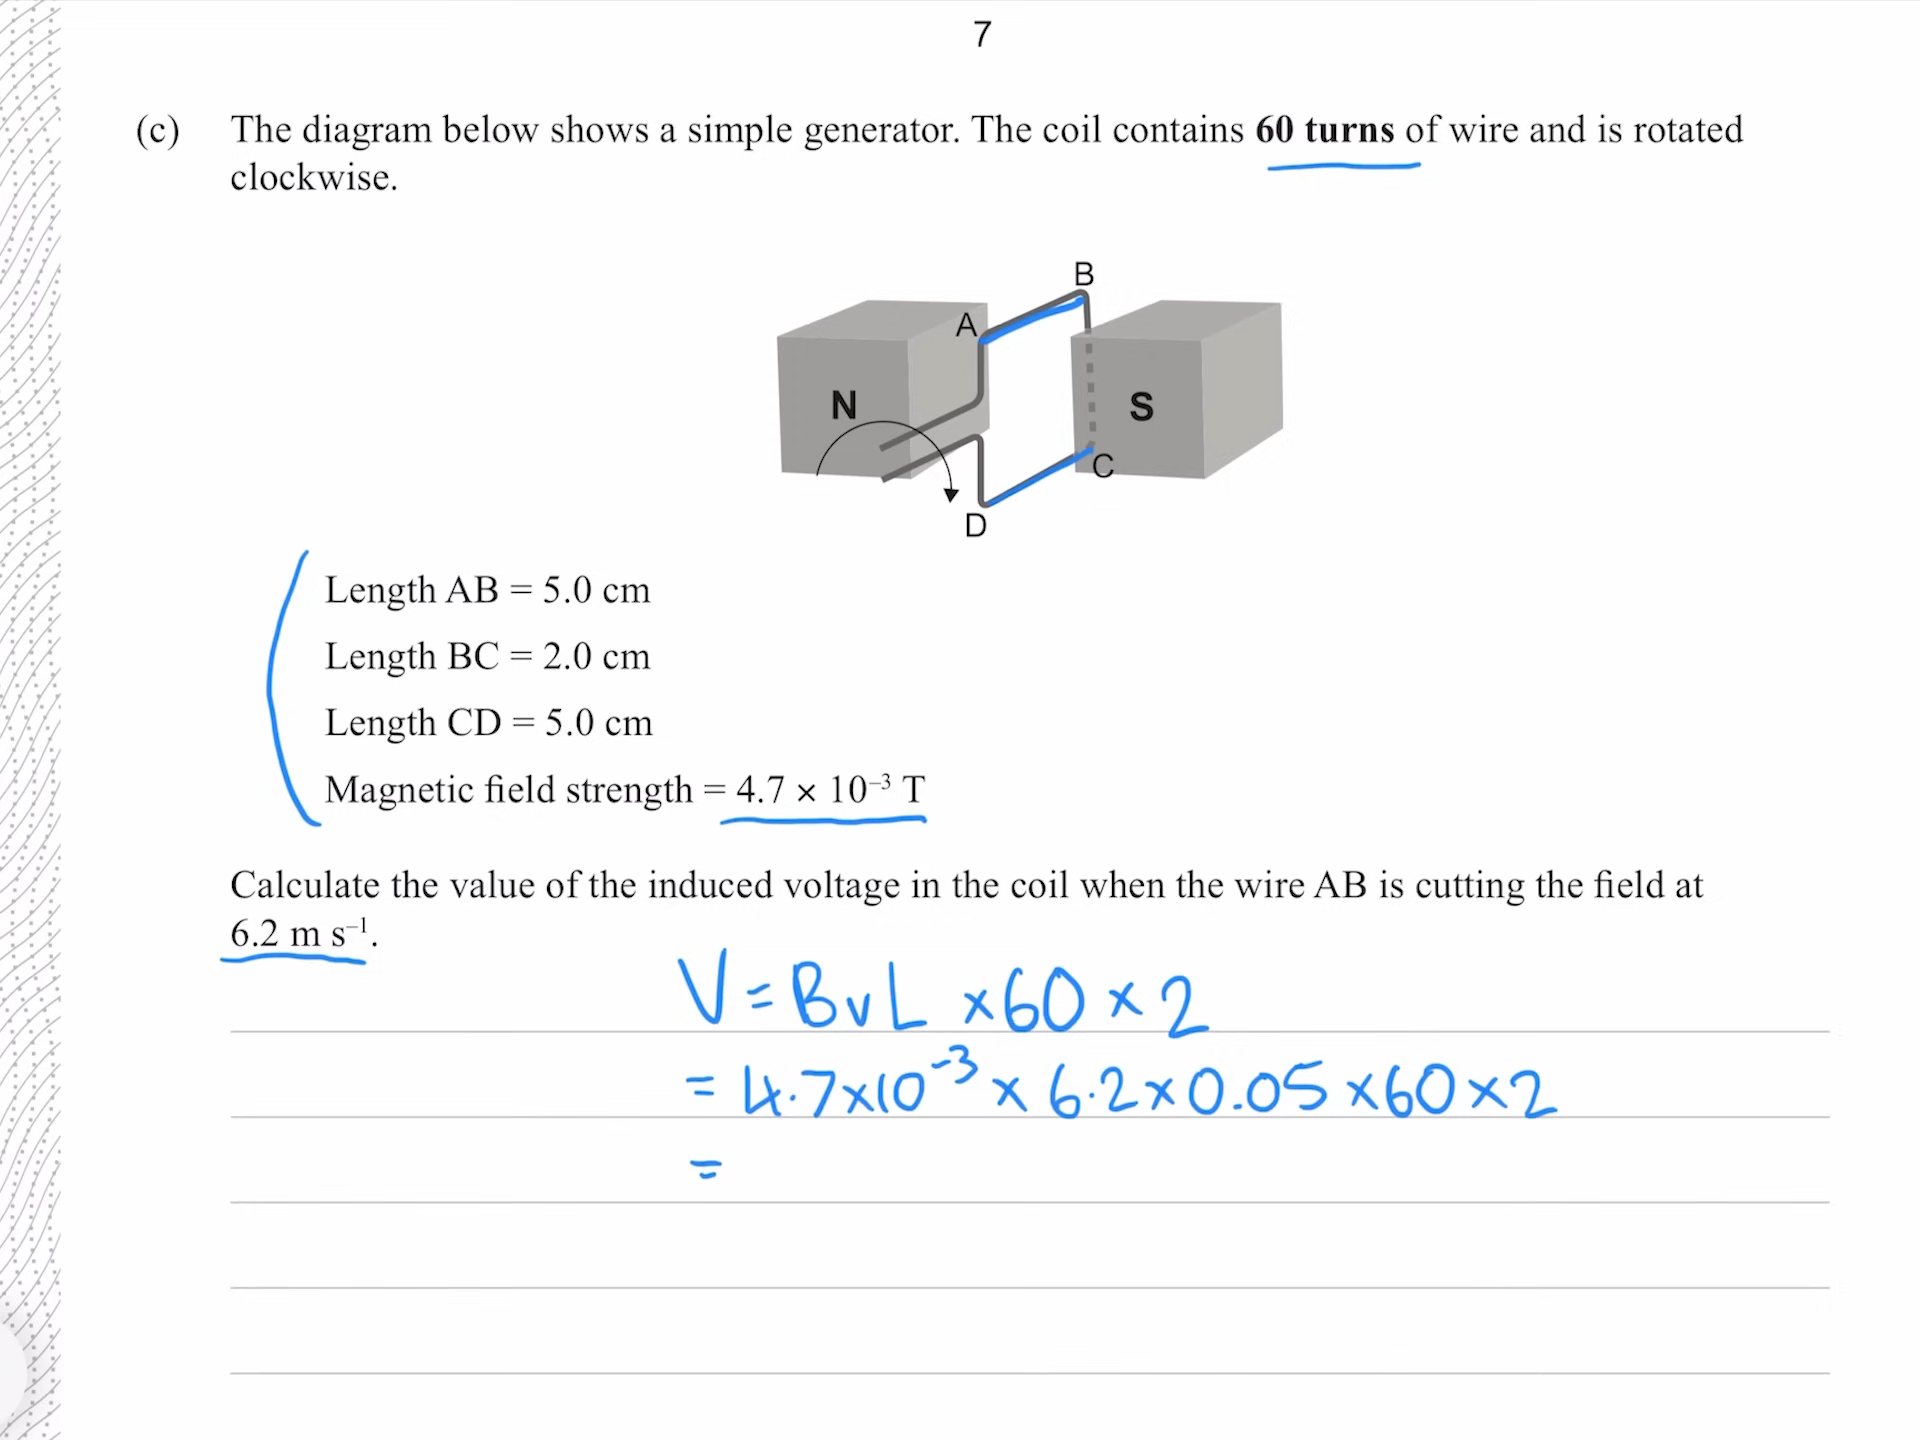 7
(c) The diagram below shows a simple generator. The coil contains 60 turns of wire and is rotated
clockwise.
B
A
N
S
C
D
Length AB = 5.0 cm
Length BC = 2.0 cm
Length CD = 5.0 cm
Magnetic field strength = 4.7 × 10⁻³ T
Calculate the value of the induced voltage in the coil when the wire AB is cutting the field at
6.2 m s⁻¹.
V = BvL × 60 × 2
= 4.7×10⁻³ × 6.2 × 0.05 × 60 × 2
=